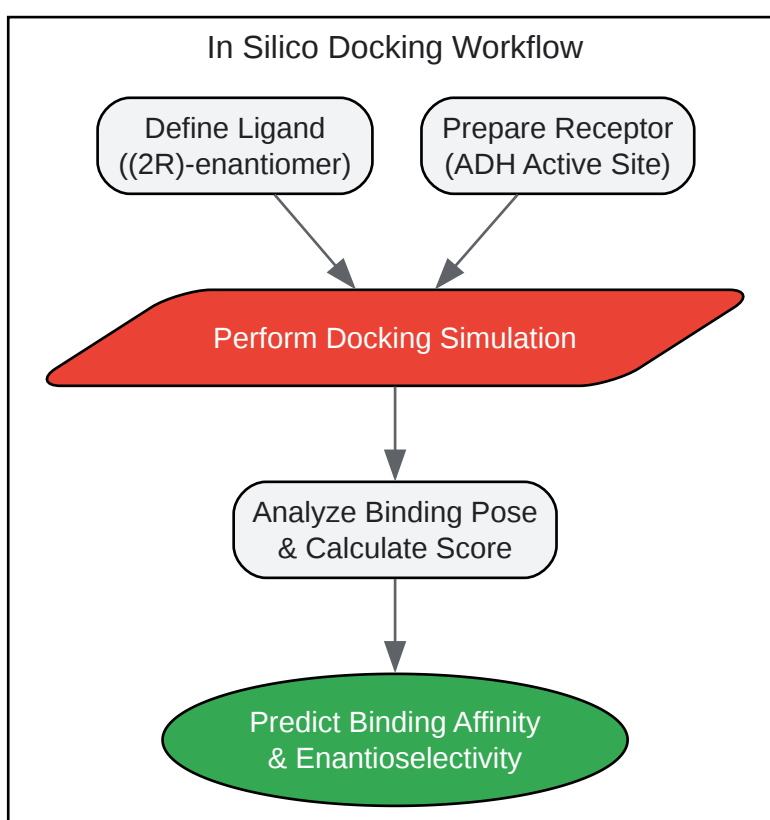 In Silico Docking Workflow
Define Ligand
((2R)-enantiomer)
Prepare Receptor
(ADH Active Site)
Perform Docking Simulation
Analyze Binding Pose
& Calculate Score
Predict Binding Affinity
& Enantioselectivity